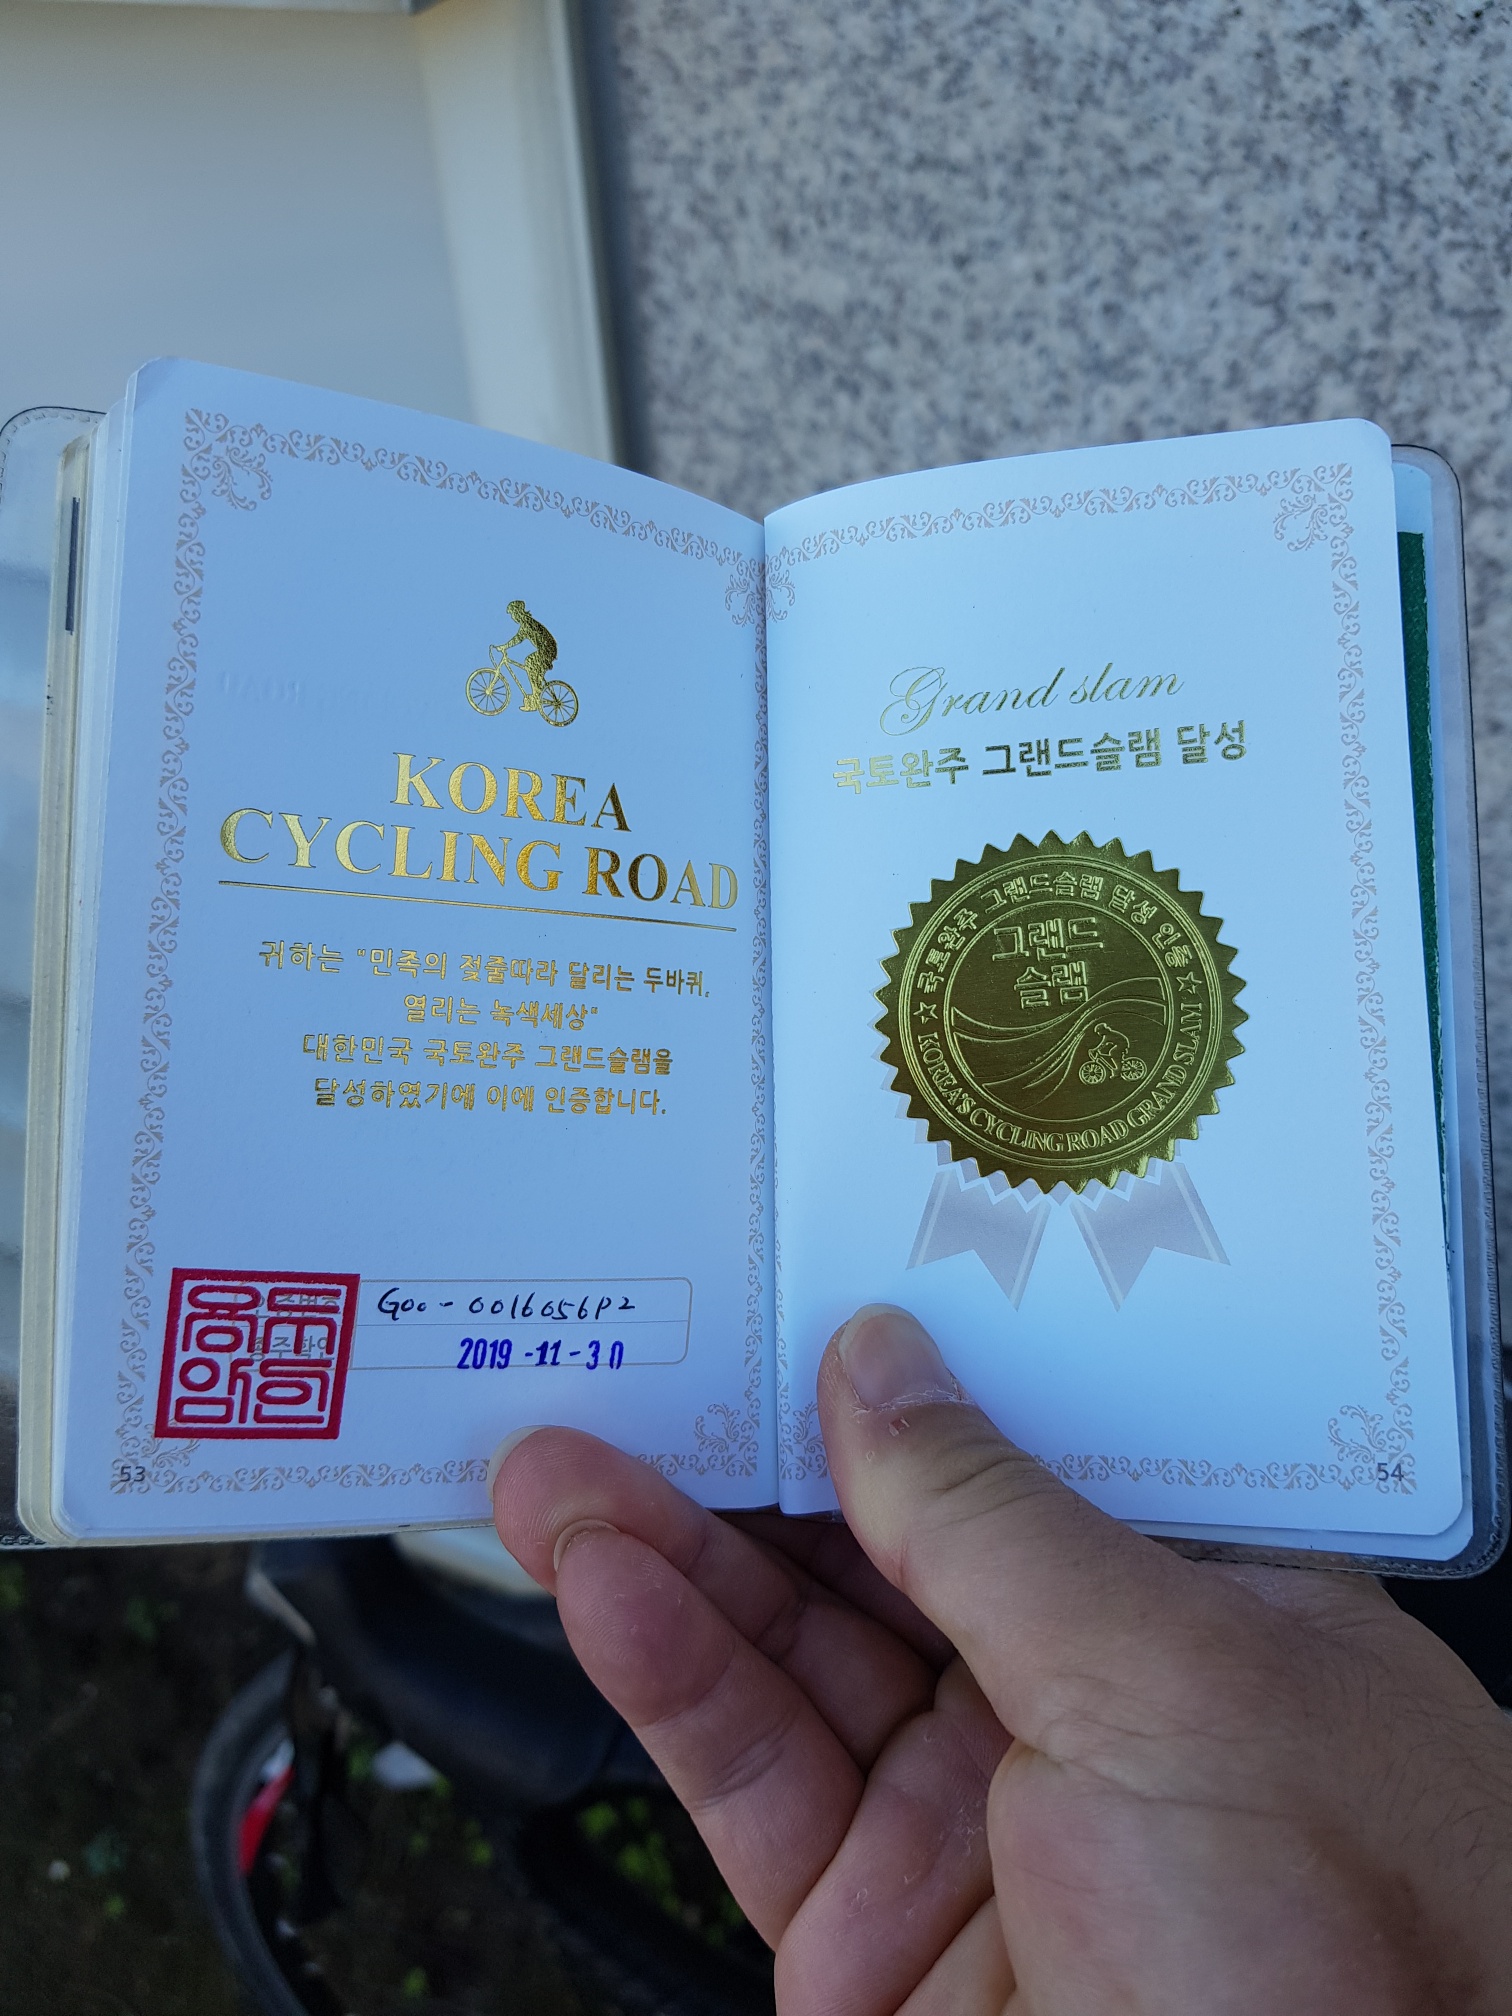 KOREA
CYCLING ROAD
귀하는 "민족의 젖줄따라 달리는 두바퀴,
열리는 녹색세상"
대한민국 국토완주 그랜드슬램을
달성하였기에 이에 인증합니다.
G00-0016056P2
2019-11-30
53
Grand slam
국토완주 그랜드슬램 달성
국토완주 그랜드슬램 달성 인증
그랜드
슬램
KOREA'S CYCLING ROAD GRAND SLAM
54